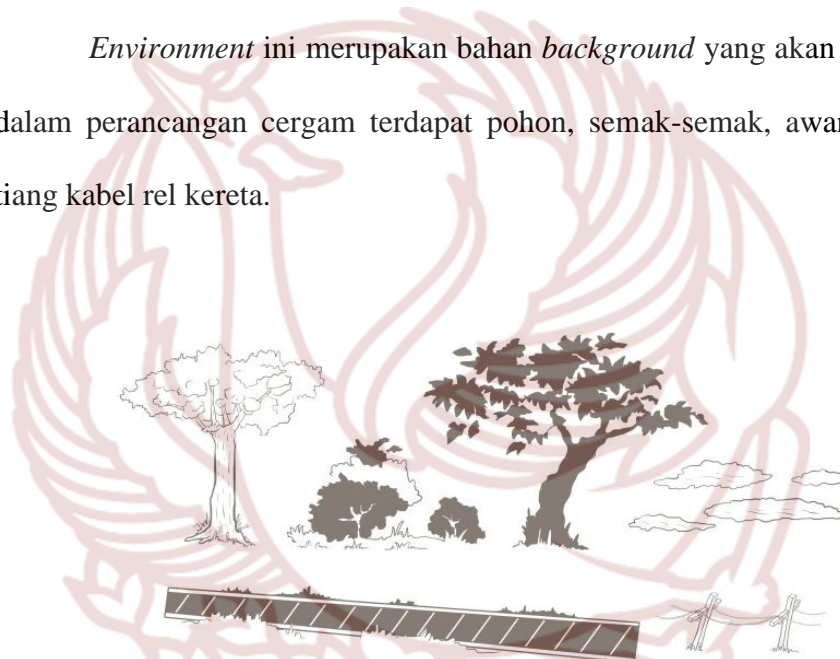 Environment ini merupakan bahan background yang akan
dalam perancangan cergam terdapat pohon, semak-semak, awan
tiang kabel rel kereta.